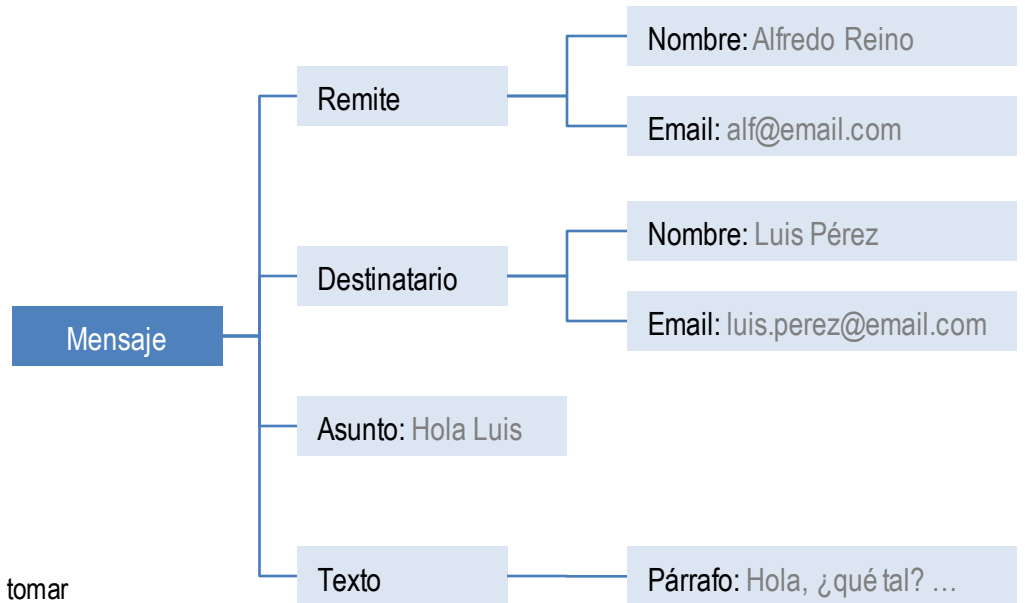 Nombre: Alfredo Reino
Remite
Email: alf@email.com
Nombre: Luis Pérez
Destinatario
Email: luis.perez@email.com
Mensaje
Asunto: Hola Luis
Texto
Párrafo: Hola, ¿qué tal? …
tomar